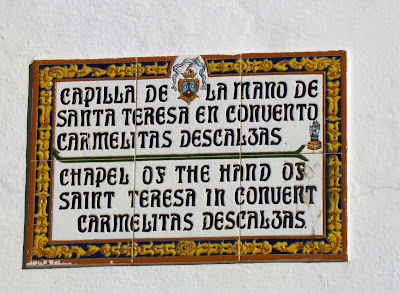 CAPILLA DE LA MANO DE
SANTA TERESA EN CONVENTO
CARMELITAS DESCALZAS.
CHAPEL OF THE HAND OF
SAINT TERESA IN CONVENT
CARMELITAS DESCALZAS.